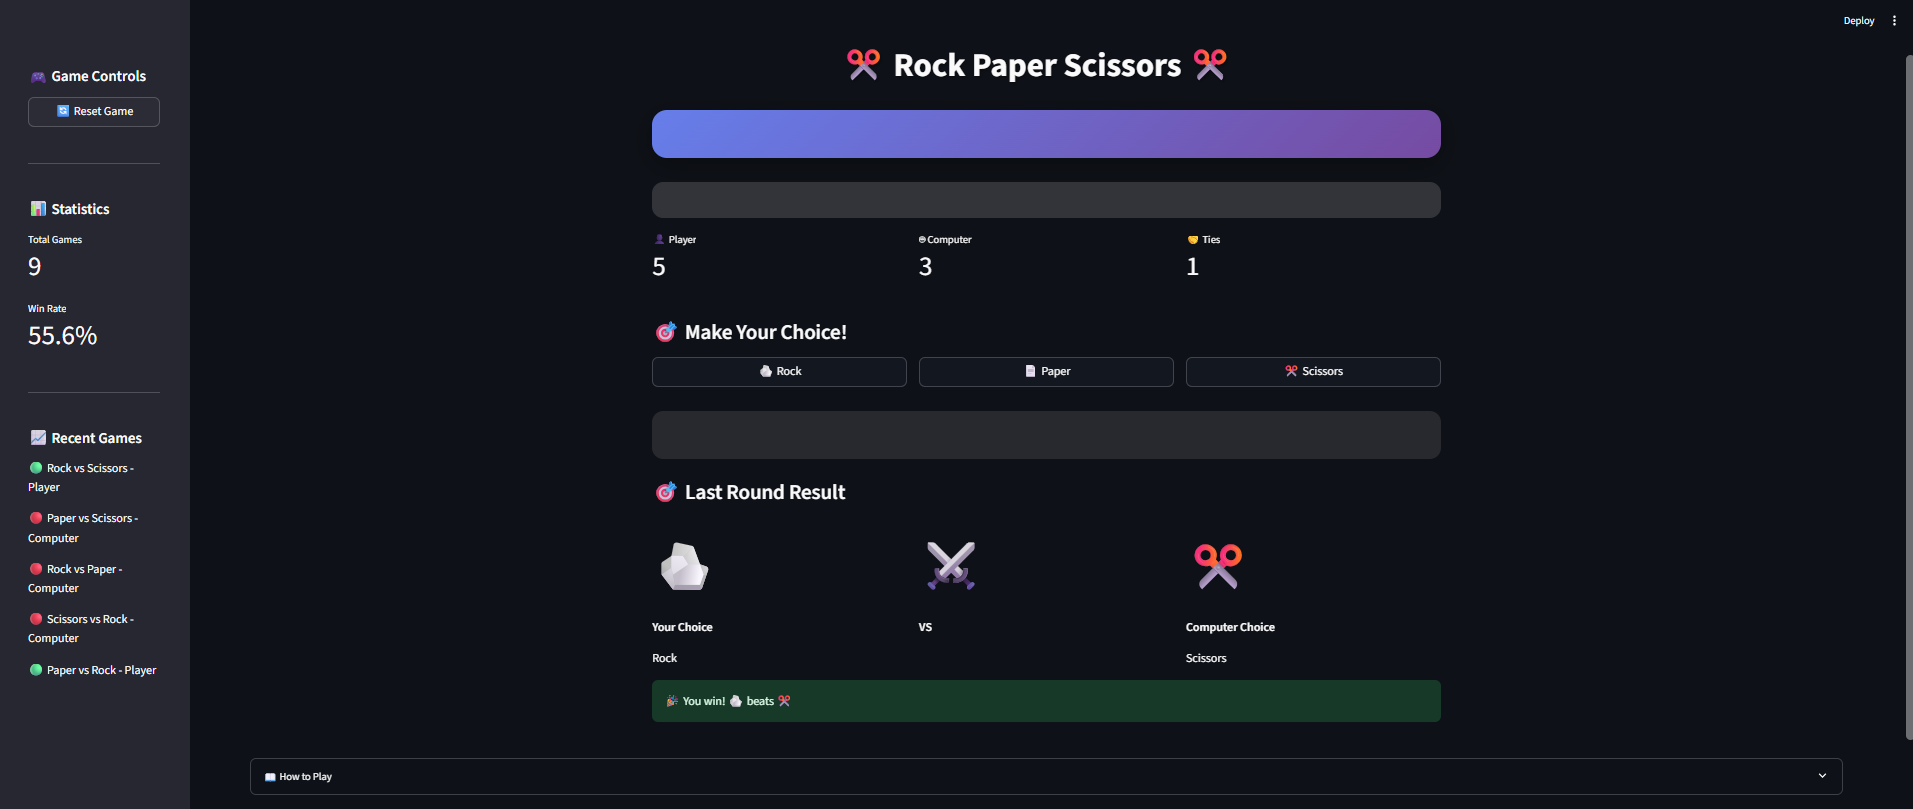 Deploy
Game Controls
Reset Game
Statistics
Total Games
9
Win Rate
55.6%
Recent Games
Rock vs Scissors -
Player
Paper vs Scissors -
Computer
Rock vs Paper -
Computer
Scissors vs Rock -
Computer
Paper vs Rock - Player
Rock Paper Scissors
Player
5
Computer
3
Ties
1
Make Your Choice!
Rock
Paper
Scissors
Last Round Result
Your Choice
VS
Computer Choice
Rock
Scissors
You win! beats
How to Play